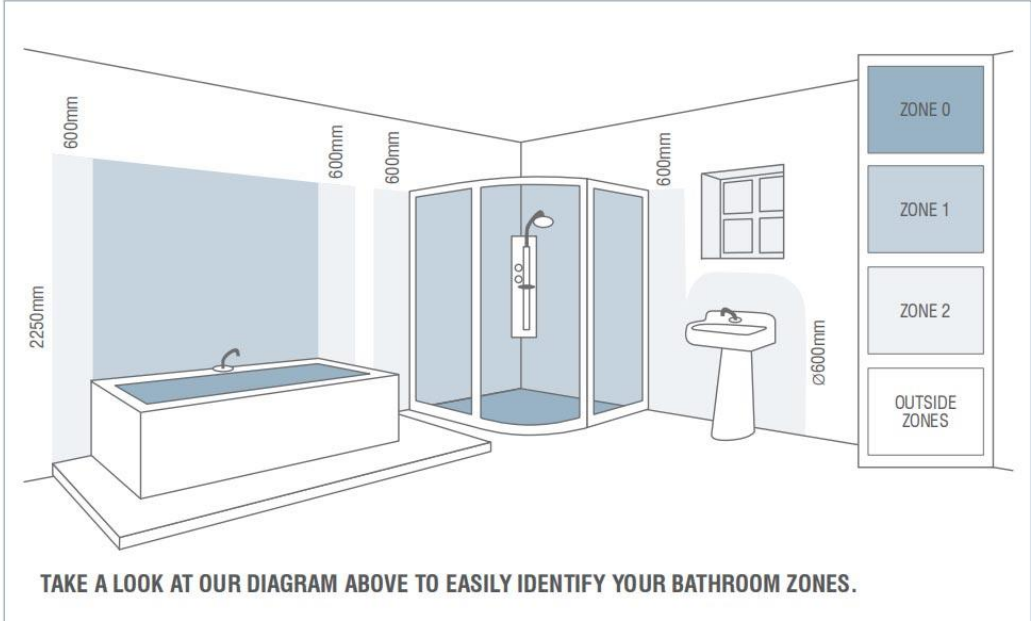 600mm
600mm
600mm
600mm
2250mm
Ø600mm
ZONE 0
ZONE 1
ZONE 2
OUTSIDE
ZONES
TAKE A LOOK AT OUR DIAGRAM ABOVE TO EASILY IDENTIFY YOUR BATHROOM ZONES.